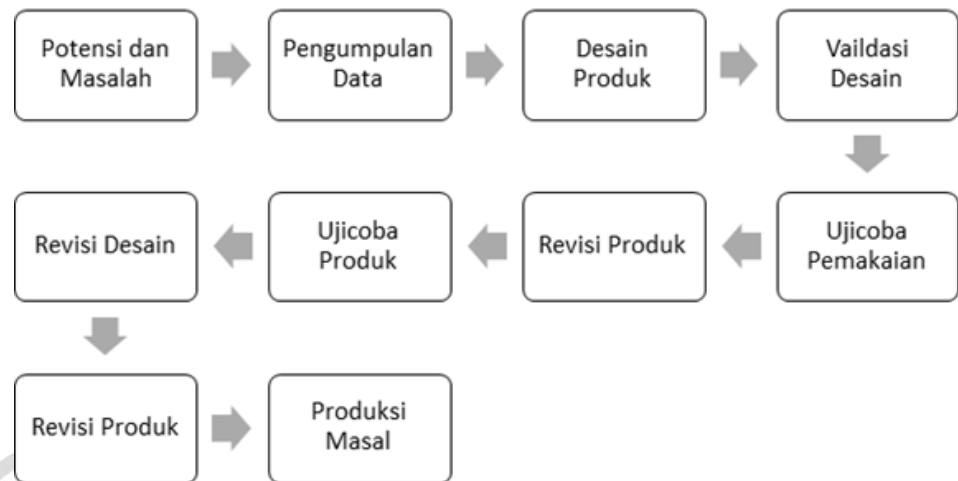 Potensi dan
Masalah
Pengumpulan
Data
Desain
Produk
Vaildasi
Desain
Ujicoba
Pemakaian
Revisi Produk
Ujicoba
Produk
Revisi Desain
Revisi Produk
Produksi
Masal